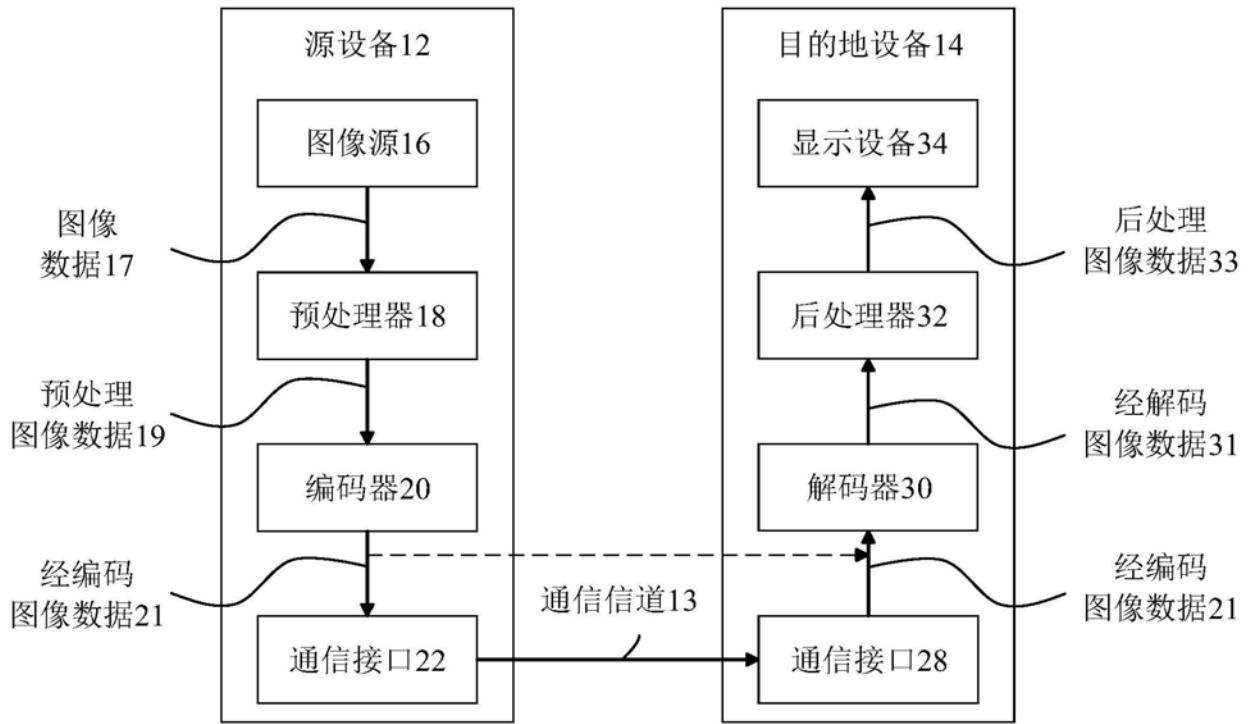 源设备12
图像源16
图像
数据17
预处理器18
预处理
图像数据19
编码器20
经编码
图像数据21
通信接口22
通信信道13
目的地设备14
显示设备34
后处理
图像数据33
后处理器32
经解码
图像数据31
解码器30
经编码
图像数据21
通信接口28